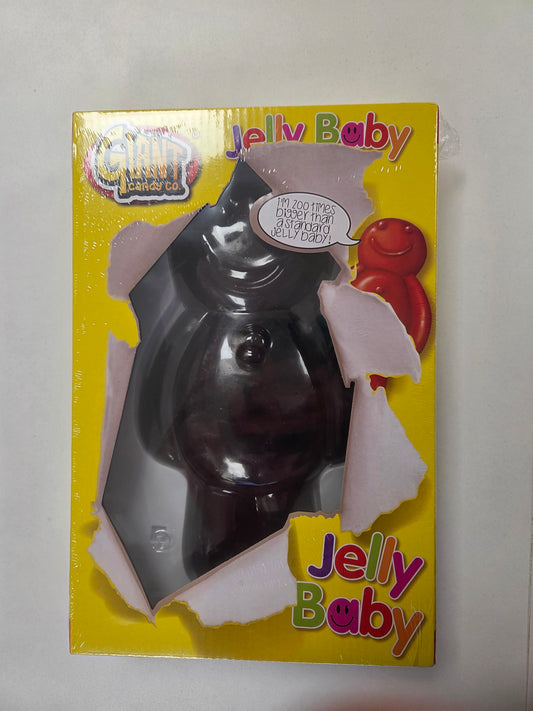 GIANT
CANDY CO.
®
Jelly Baby
I'M 200 TIMES
BIGGER THAN
A STANDARD
JELLY BABY!
Jelly
Baby